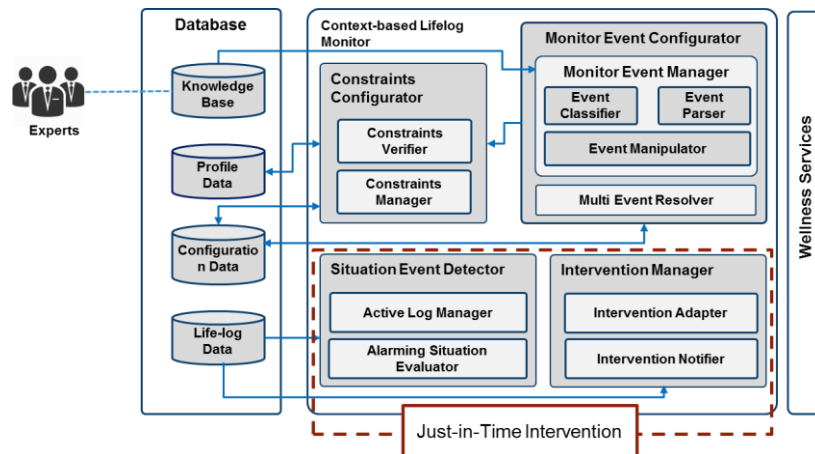 Experts
Database
Knowledge
Base
Profile
Data
Configuratio
n Data
Life-log
Data
Context-based Lifelog
Monitor
Constraints
Configurator
Constraints
Verifier
Constraints
Manager
Monitor Event Configurator
Monitor Event Manager
Event
Classifier
Event
Parser
Event Manipulator
Multi Event Resolver
Situation Event Detector
Active Log Manager
Alarming Situation
Evaluator
Intervention Manager
Intervention Adapter
Intervention Notifier
Just-in-Time Intervention
Wellness Services